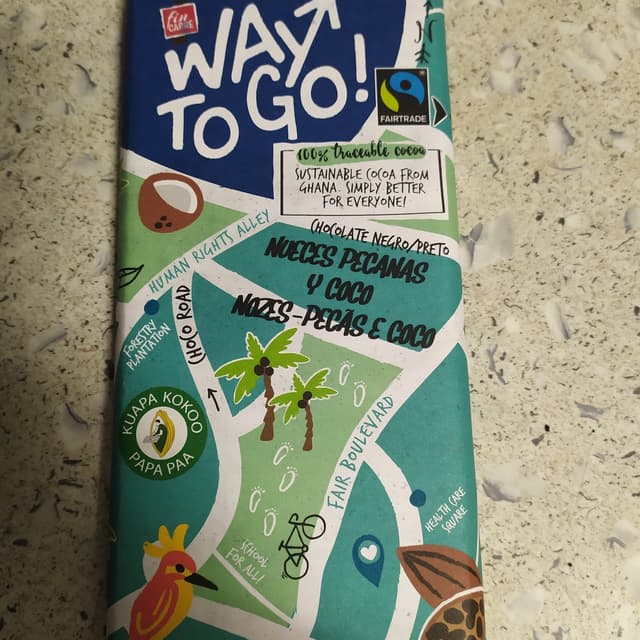 fin
CARRÉ
WAY
TO GO!
FAIRTRADE
100% traceable cocoa
SUSTAINABLE COCOA FROM
GHANA. SIMPLY BETTER
FOR EVERYONE!
CHOCOLATE NEGRO/PRETO
NUECES PECANAS
Y COCO
NOZES-PECÃS E COCO
HUMAN RIGHTS ALLEY
CHOCO ROAD
FORESTRY
PLANTATION
KUAPA KOKOO
PAPA PAA
FAIR BOULEVARD
HEALTH CARE
SQUARE
SCHOOL
FOR ALL!